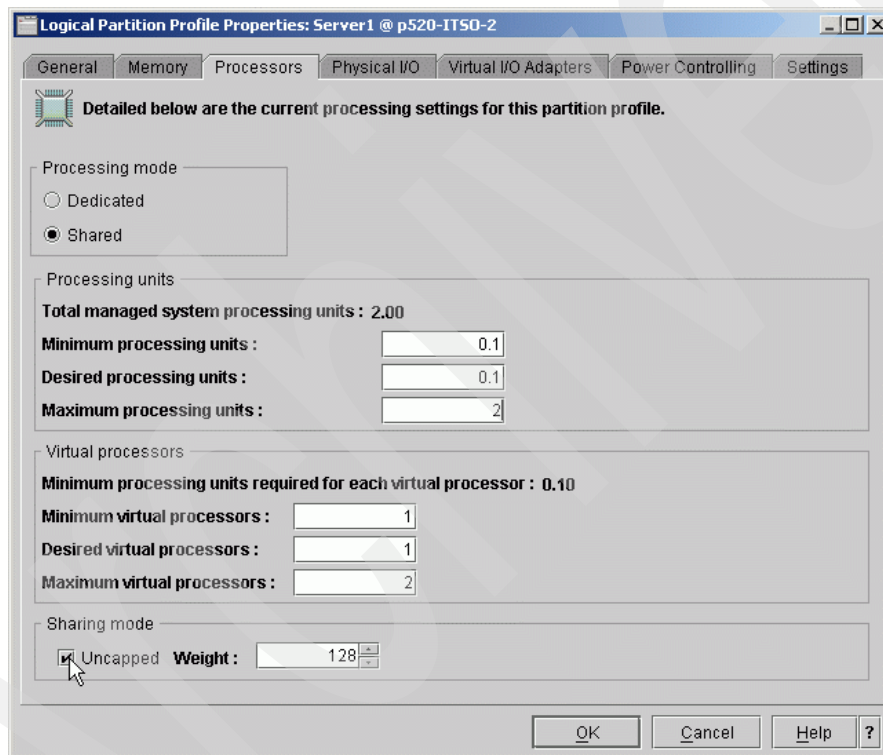 Logical Partition Profile Properties: Server1 @ p520-ITSO-2
General Memory Processors Physical I/O Virtual I/O Adapters Power Controlling Settings
Detailed below are the current processing settings for this partition profile.
Processing mode
Dedicated
Shared
Processing units
Total managed system processing units : 2.00
Minimum processing units : 0.1
Desired processing units : 0.1
Maximum processing units : 2
Virtual processors
Minimum processing units required for each virtual processor : 0.10
Minimum virtual processors : 1
Desired virtual processors : 1
Maximum virtual processors : 2
Sharing mode
Uncapped Weight : 128
OK Cancel Help ?